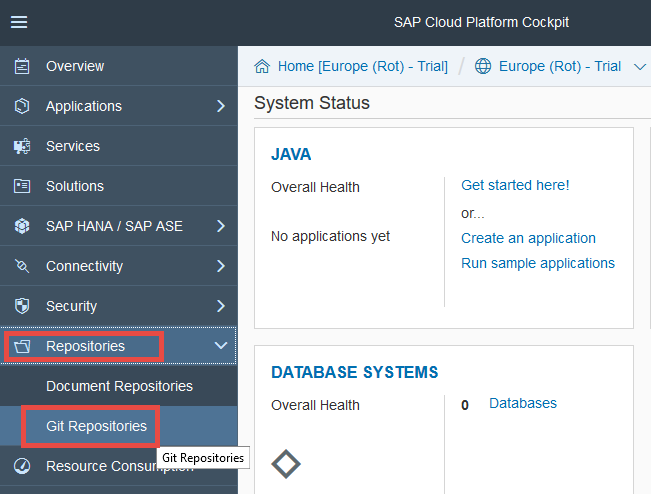 SAP Cloud Platform Cockpit
Overview
Applications
Services
Solutions
SAP HANA / SAP ASE
Connectivity
Security
Repositories
Document Repositories
Git Repositories
Git Repositories
Resource Consumption
Home [Europe (Rot) - Trial] / Europe (Rot) - Trial
System Status
JAVA
Overall Health
Get started here!
or...
No applications yet
Create an application
Run sample applications
DATABASE SYSTEMS
Overall Health
0 Databases